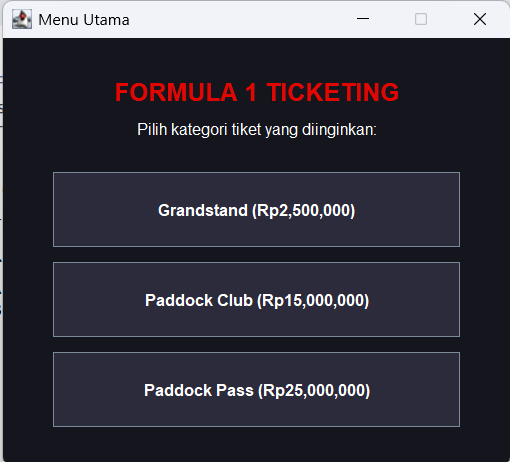 Menu Utama
FORMULA 1 TICKETING
Pilih kategori tiket yang diinginkan:
Grandstand (Rp2,500,000)
Paddock Club (Rp15,000,000)
Paddock Pass (Rp25,000,000)